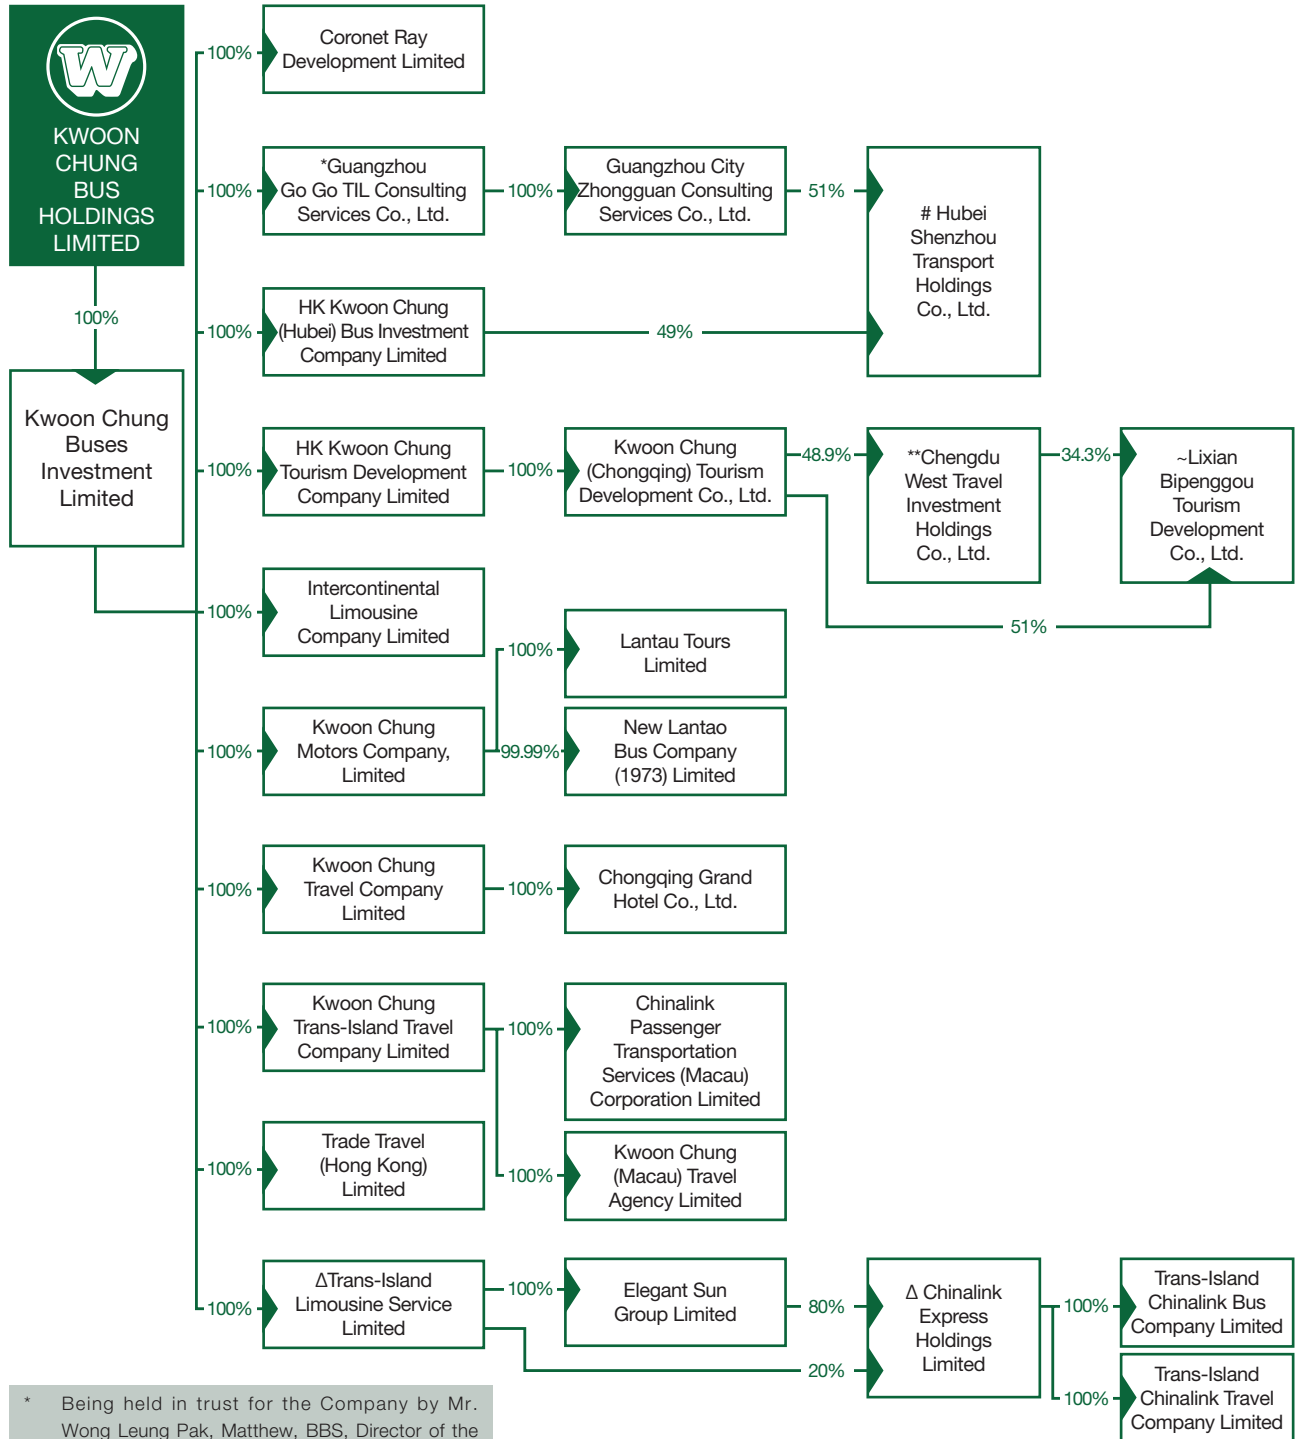 W
KWOON
CHUNG
BUS
HOLDINGS
LIMITED
100%
Kwoon Chung
Buses
Investment
Limited
100%
Coronet Ray
Development Limited
100%
*Guangzhou
Go Go TIL Consulting
Services Co., Ltd.
100%
Guangzhou City
Zhongguan Consulting
Services Co., Ltd.
51%
# Hubei
Shenzhou
Transport
Holdings
Co., Ltd.
100%
HK Kwoon Chung
(Hubei) Bus Investment
Company Limited
49%
100%
HK Kwoon Chung
Tourism Development
Company Limited
100%
Kwoon Chung
(Chongqing) Tourism
Development Co., Ltd.
48.9%
**Chengdu
West Travel
Investment
Holdings
Co., Ltd.
34.3%
~Lixian
Bipenggou
Tourism
Development
Co., Ltd.
51%
100%
Intercontinental
Limousine
Company Limited
100%
Lantau Tours
Limited
100%
Kwoon Chung
Motors Company,
Limited
99.99%
New Lantao
Bus Company
(1973) Limited
100%
Kwoon Chung
Travel Company
Limited
100%
Chongqing Grand
Hotel Co., Ltd.
100%
Kwoon Chung
Trans-Island Travel
Company Limited
100%
Chinalink
Passenger
Transportation
Services (Macau)
Corporation Limited
100%
Trade Travel
(Hong Kong)
Limited
100%
Kwoon Chung
(Macau) Travel
Agency Limited
100%
ΔTrans-Island
Limousine Service
Limited
100%
Elegant Sun
Group Limited
80%
20%
Δ Chinalink
Express
Holdings
Limited
100%
Trans-Island
Chinalink Bus
Company Limited
100%
Trans-Island
Chinalink Travel
Company Limited
* Being held in trust for the Company by Mr.
Wong Leung Pak, Matthew, BBS, Director of the